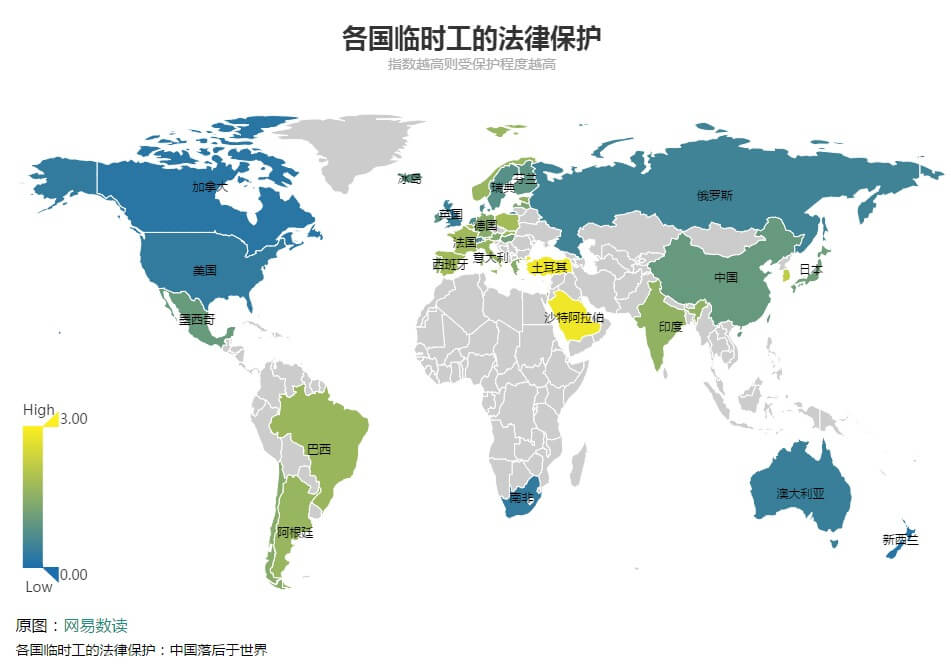 各国临时工的法律保护
指数越高则受保护程度越高
加拿大
冰岛
瑞典
芬兰
俄罗斯
英国
德国
法国
美国
西班牙
意大利
土耳其
中国
日本
墨西哥
沙特阿拉伯
印度
High
3.00
巴西
南非
澳大利亚
阿根廷
新西兰
0.00
Low
原图：网易数读
各国临时工的法律保护：中国落后于世界